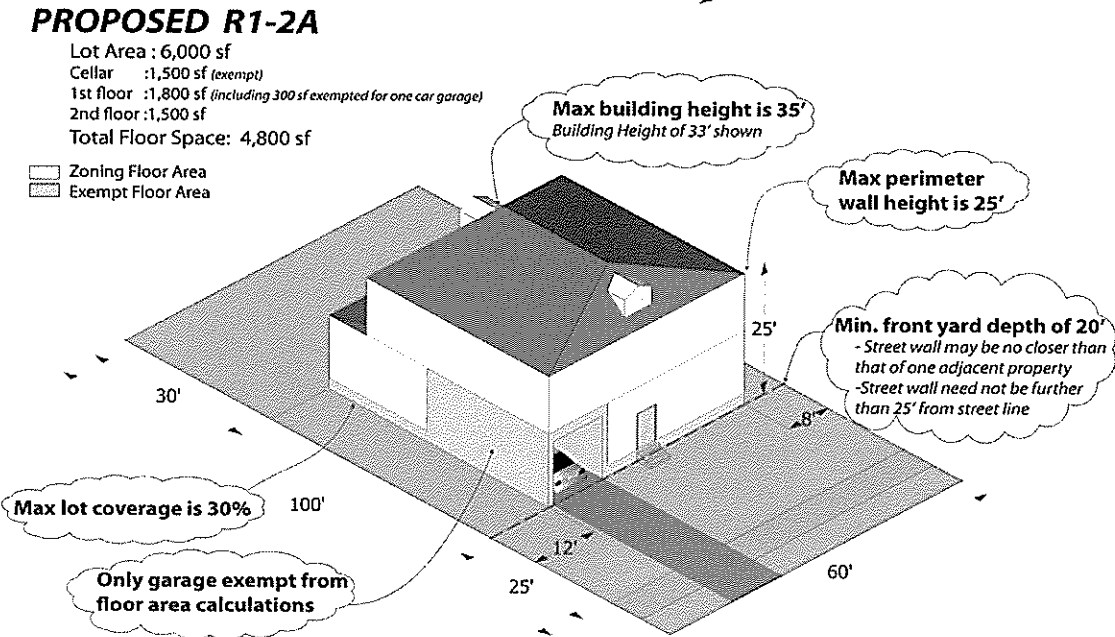 PROPOSED R1-2A
Lot Area : 6,000 sf
Cellar :1,500 sf (exempt)
1st floor :1,800 sf (including 300 sf exempted for one car garage)
2nd floor :1,500 sf
Total Floor Space: 4,800 sf
Zoning Floor Area
Exempt Floor Area
Max building height is 35'
Building Height of 33' shown
Max perimeter
wall height is 25'
25'
Min. front yard depth of 20'
- Street wall may be no closer than
that of one adjacent property
-Street wall need not be further
than 25' from street line
8'
30'
Max lot coverage is 30%
100'
12'
Only garage exempt from
floor area calculations
25'
60'